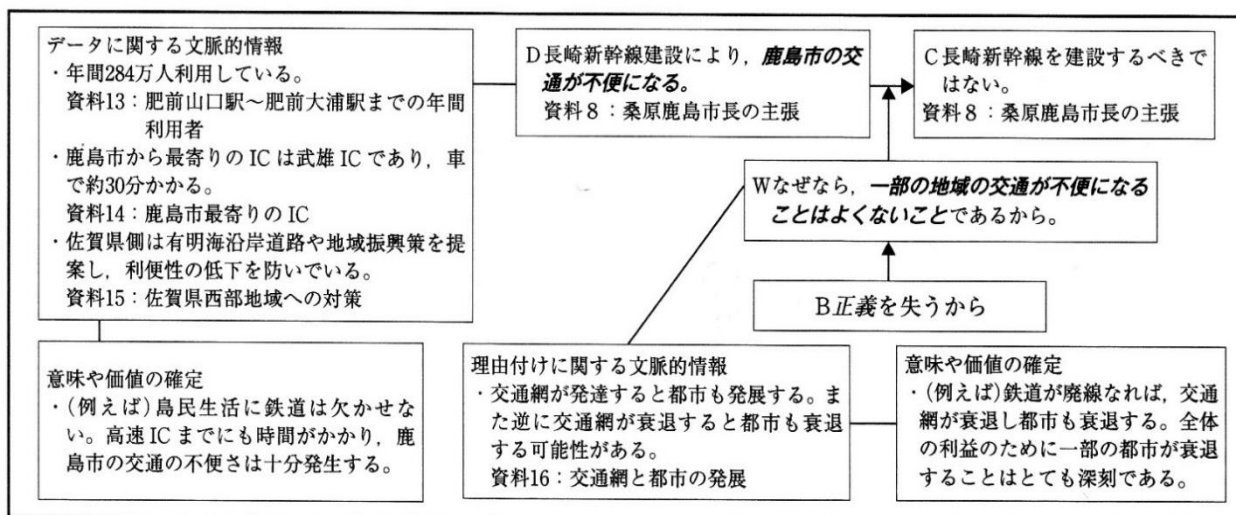 データに関する文脈的情報
・年間284万人利用している。
資料13：肥前山口駅～肥前大浦駅までの年間
利用者
・鹿島市から最寄りのICは武雄ICであり，車
で約30分かかる。
資料14：鹿島市最寄りのIC
・佐賀県側は有明海沿岸道路や地域振興策を提
案し，利便性の低下を防いでいる。
資料15：佐賀県西部地域への対策
D長崎新幹線建設により，鹿島市の交
通が不便になる。
資料8：桑原鹿島市長の主張
C長崎新幹線を建設するべきで
はない。
資料8：桑原鹿島市長の主張
Wなぜなら，一部の地域の交通が不便になる
ことはよくないことであるから。
B正義を失うから
意味や価値の確定
・(例えば)島民生活に鉄道は欠かせな
い。高速ICまでにも時間がかかり，鹿
島市の交通の不便さは十分発生する。
理由付けに関する文脈的情報
・交通網が発達すると都市も発展する。ま
た逆に交通網が衰退すると都市も衰退
する可能性がある。
資料16：交通網と都市の発展
意味や価値の確定
・(例えば)鉄道が廃線なれば，交通
網が衰退し都市も衰退する。全体
の利益のために一部の都市が衰退
することはとても深刻である。